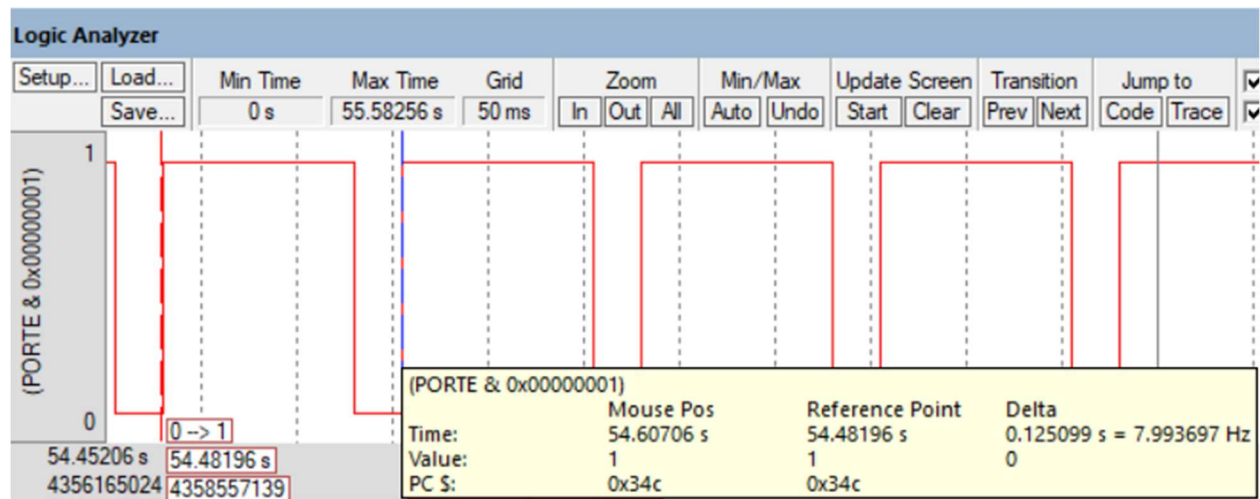 Logic Analyzer
Setup... Load... Min Time Max Time Grid Zoom Min/Max Update Screen Transition Jump to
Save... 0 s 55.58256 s 50 ms In Out All Auto Undo Start Clear Prev Next Code Trace
1
(PORTE & 0x00000001)
0
0 --> 1
54.45206 s 54.48196 s
4356165024 4358557139
(PORTE & 0x00000001)
Mouse Pos Reference Point Delta
Time: 54.60706 s 54.48196 s 0.125099 s = 7.993697 Hz
Value: 1 1 0
PC $: 0x34c 0x34c